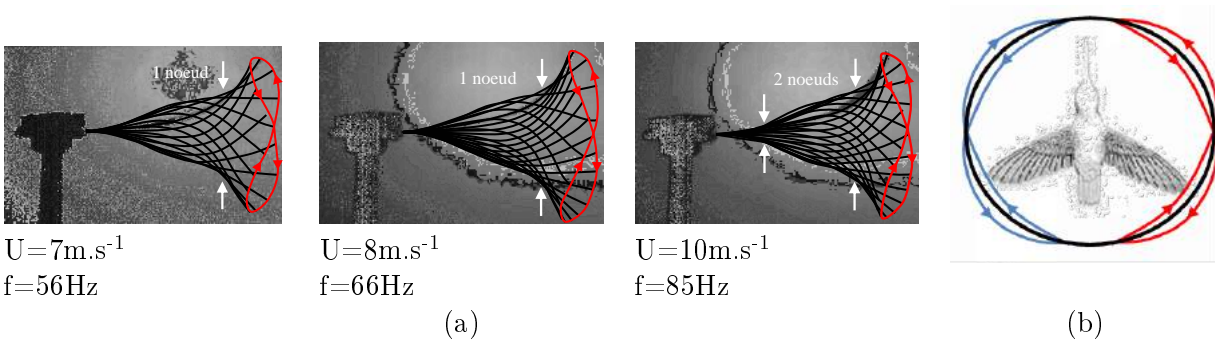 1 noeud
1 noeud
2 noeuds
U=7m.s-1
f=56Hz
U=8m.s-1
f=66Hz
U=10m.s-1
f=85Hz
(a)
(b)